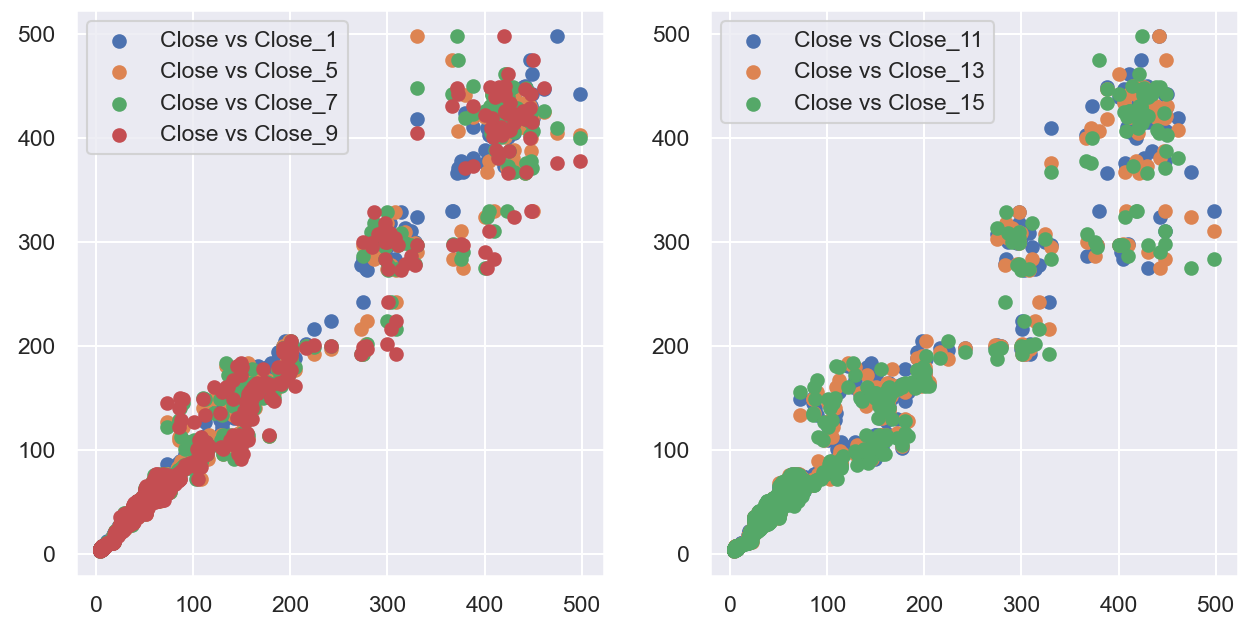 Close vs Close_1
Close vs Close_5
Close vs Close_7
Close vs Close_9
500
400
300
200
100
0
0 100 200 300 400 500
Close vs Close_11
Close vs Close_13
Close vs Close_15
500
400
300
200
100
0
0 100 200 300 400 500